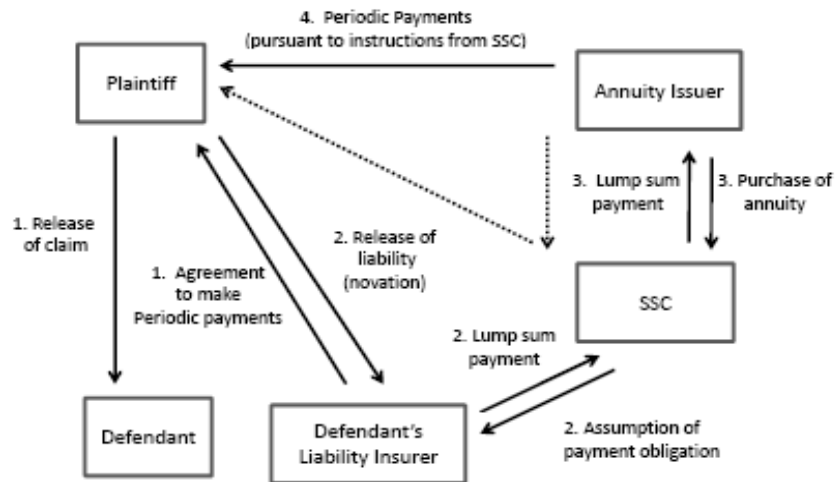 4. Periodic Payments
(pursuant to instructions from SSC)
Plaintiff
Annuity Issuer
3. Lump sum
payment
3. Purchase of
annuity
1. Release
of claim
2. Release of
liability
(novation)
1. Agreement
to make
Periodic payments
SSC
2. Lump sum
payment
Defendant
Defendant's
Liability Insurer
2. Assumption of
payment obligation